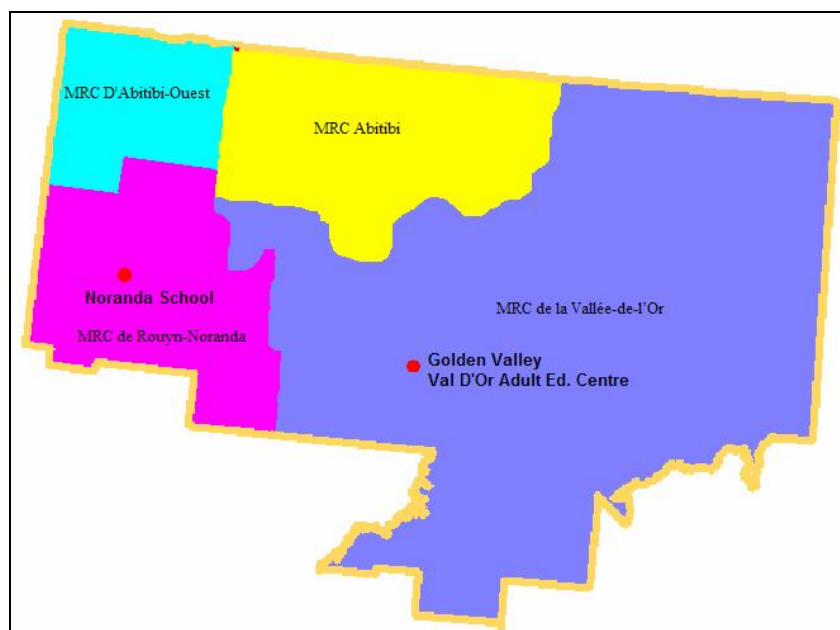 MRC D'Abitibi-Ouest
MRC Abitibi
Noranda School
MRC de Rouyn-Noranda
MRC de la Vallée-de-l'Or
Golden Valley
Val D'Or Adult Ed. Centre